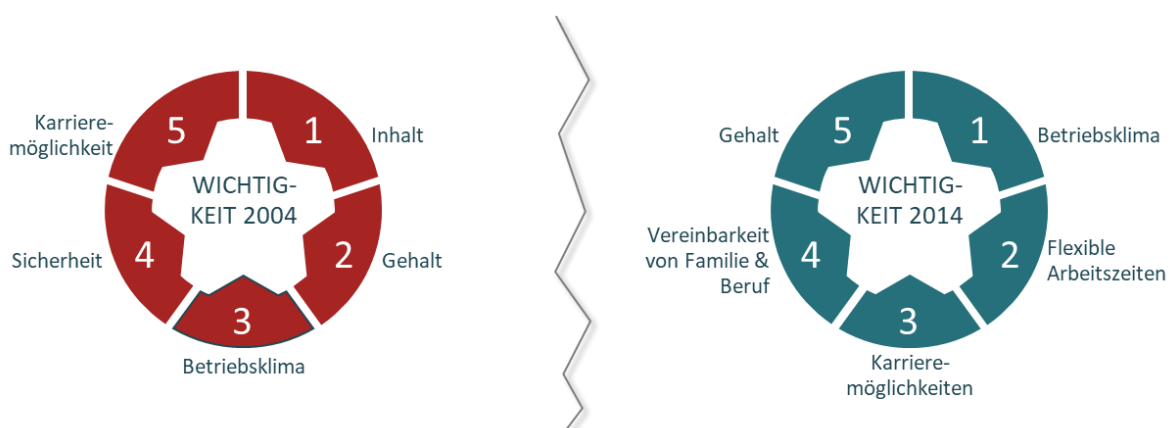 WICHTIG-
KEIT 2004
1
Inhalt
2
Gehalt
3
Betriebsklima
4
Sicherheit
5
Karriere-
möglichkeit
WICHTIG-
KEIT 2014
1
Betriebsklima
2
Flexible
Arbeitszeiten
3
Karriere-
möglichkeiten
4
Vereinbarkeit
von Familie &
Beruf
5
Gehalt